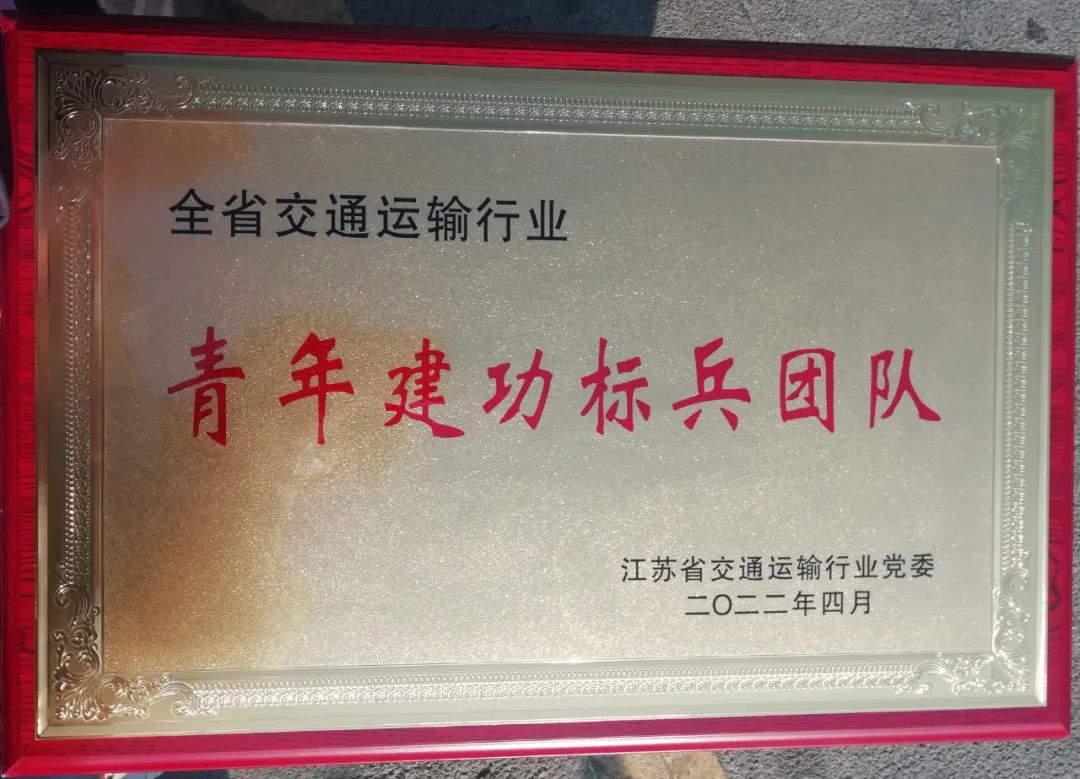 全省交通运输行业
青年建功标兵团队
江苏省交通运输行业党委
二〇二二年四月